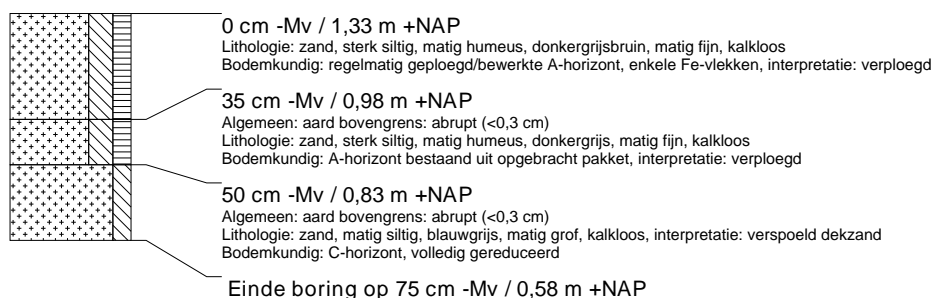 0 cm -Mv / 1,33 m +NAP
Lithologie: zand, sterk siltig, matig humeus, donkergrijsbruin, matig fijn, kalkloos
Bodemkundig: regelmatig geploegd/bewerkte A-horizont, enkele Fe-vlekken, interpretatie: verploegd
35 cm -Mv / 0,98 m +NAP
Algemeen: aard bovengrens: abrupt (<0,3 cm)
Lithologie: zand, sterk siltig, matig humeus, donkergrijs, matig fijn, kalkloos
Bodemkundig: A-horizont bestaand uit opgebracht pakket, interpretatie: verploegd
50 cm -Mv / 0,83 m +NAP
Algemeen: aard bovengrens: abrupt (<0,3 cm)
Lithologie: zand, matig siltig, blauwgrijs, matig grof, kalkloos, interpretatie: verspoeld dekzand
Bodemkundig: C-horizont, volledig gereduceerd
Einde boring op 75 cm -Mv / 0,58 m +NAP